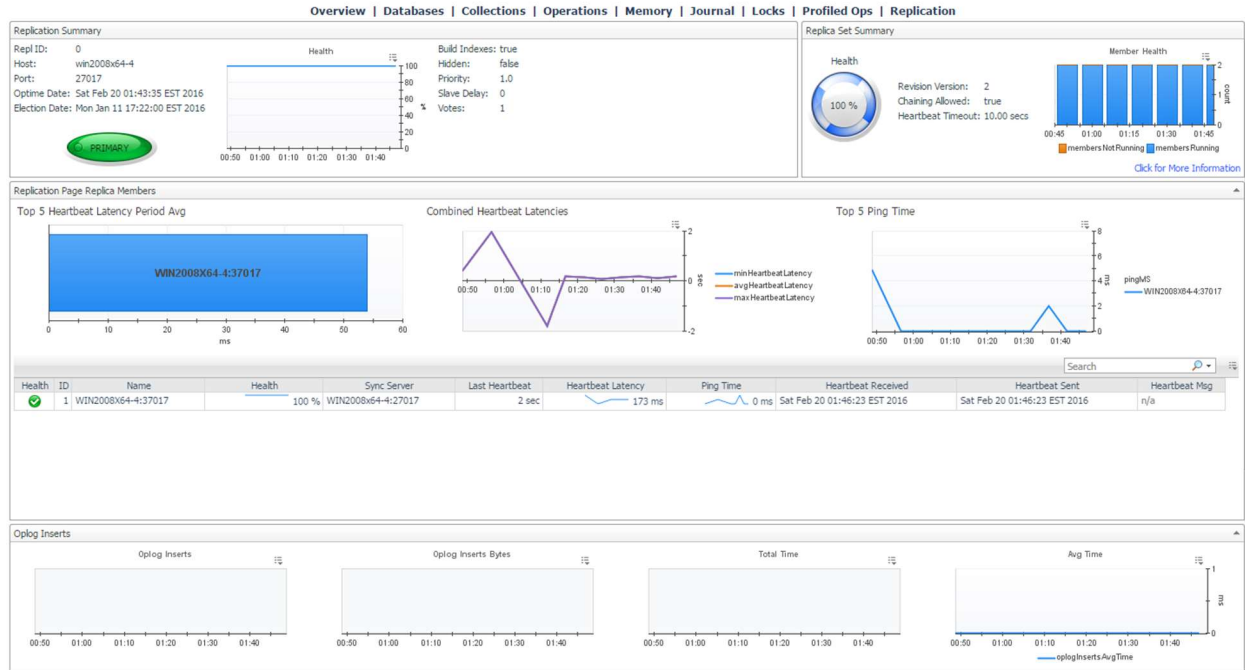 Overview | Databases | Collections | Operations | Memory | Journal | Locks | Profiled Ops | Replication
Replication Summary
Repl ID: 0
Host: win2008x64-4
Port: 27017
Optime Date: Sat Feb 20 01:43:35 EST 2016
Election Date: Mon Jan 11 17:22:00 EST 2016
PRIMARY
Health
100
80
60
40
20
0
%
00:50 01:00 01:10 01:20 01:30 01:40
Build Indexes: true
Hidden: false
Priority: 1.0
Slave Delay: 0
Votes: 1
Replica Set Summary
Health
100 %
Revision Version: 2
Chaining Allowed: true
Heartbeat Timeout: 10.00 secs
Member Health
2
1
0
count
00:45 01:00 01:15 01:30 01:45
membersNotRunning membersRunning
Click for More Information
Replication Page Replica Members
Top 5 Heartbeat Latency Period Avg
WIN2008X64-4:37017
0 10 20 30 40 50 60
ms
Combined Heartbeat Latencies
2
0
-2
sec
00:50 01:00 01:10 01:20 01:30 01:40
minHeartbeatLatency
avgHeartbeatLatency
maxHeartbeatLatency
Top 5 Ping Time
8
6
4
2
0
ms
00:50 01:00 01:10 01:20 01:30 01:40
pingMS
WIN2008X64-4:37017
Search
Health ID Name Health Sync Server Last Heartbeat Heartbeat Latency Ping Time Heartbeat Received Heartbeat Sent Heartbeat Msg
1 WIN2008X64-4:37017 100 % WIN2008x64-4:27017 2 sec 173 ms 0 ms Sat Feb 20 01:46:23 EST 2016 Sat Feb 20 01:46:23 EST 2016 n/a
Oplog Inserts
Oplog Inserts
00:50 01:00 01:10 01:20 01:30 01:40
Oplog Inserts Bytes
00:50 01:00 01:10 01:20 01:30 01:40
Total Time
00:50 01:00 01:10 01:20 01:30 01:40
Avg Time
1
0
ms
00:50 01:00 01:10 01:20 01:30 01:40
oplogInsertsAvgTime